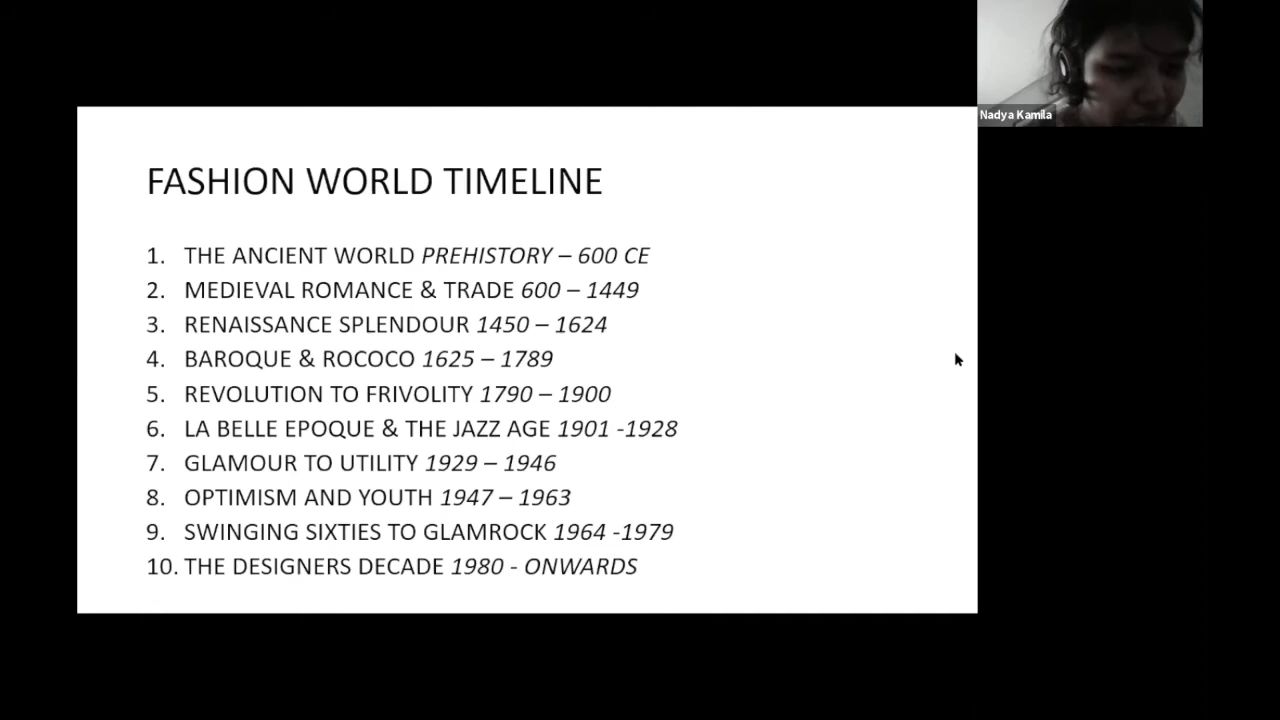 Nadya Kamila
FASHION WORLD TIMELINE
1. THE ANCIENT WORLD PREHISTORY – 600 CE
2. MEDIEVAL ROMANCE & TRADE 600 – 1449
3. RENAISSANCE SPLENDOUR 1450 – 1624
4. BAROQUE & ROCOCO 1625 – 1789
5. REVOLUTION TO FRIVOLITY 1790 – 1900
6. LA BELLE EPOQUE & THE JAZZ AGE 1901 -1928
7. GLAMOUR TO UTILITY 1929 – 1946
8. OPTIMISM AND YOUTH 1947 – 1963
9. SWINGING SIXTIES TO GLAMROCK 1964 -1979
10. THE DESIGNERS DECADE 1980 - ONWARDS